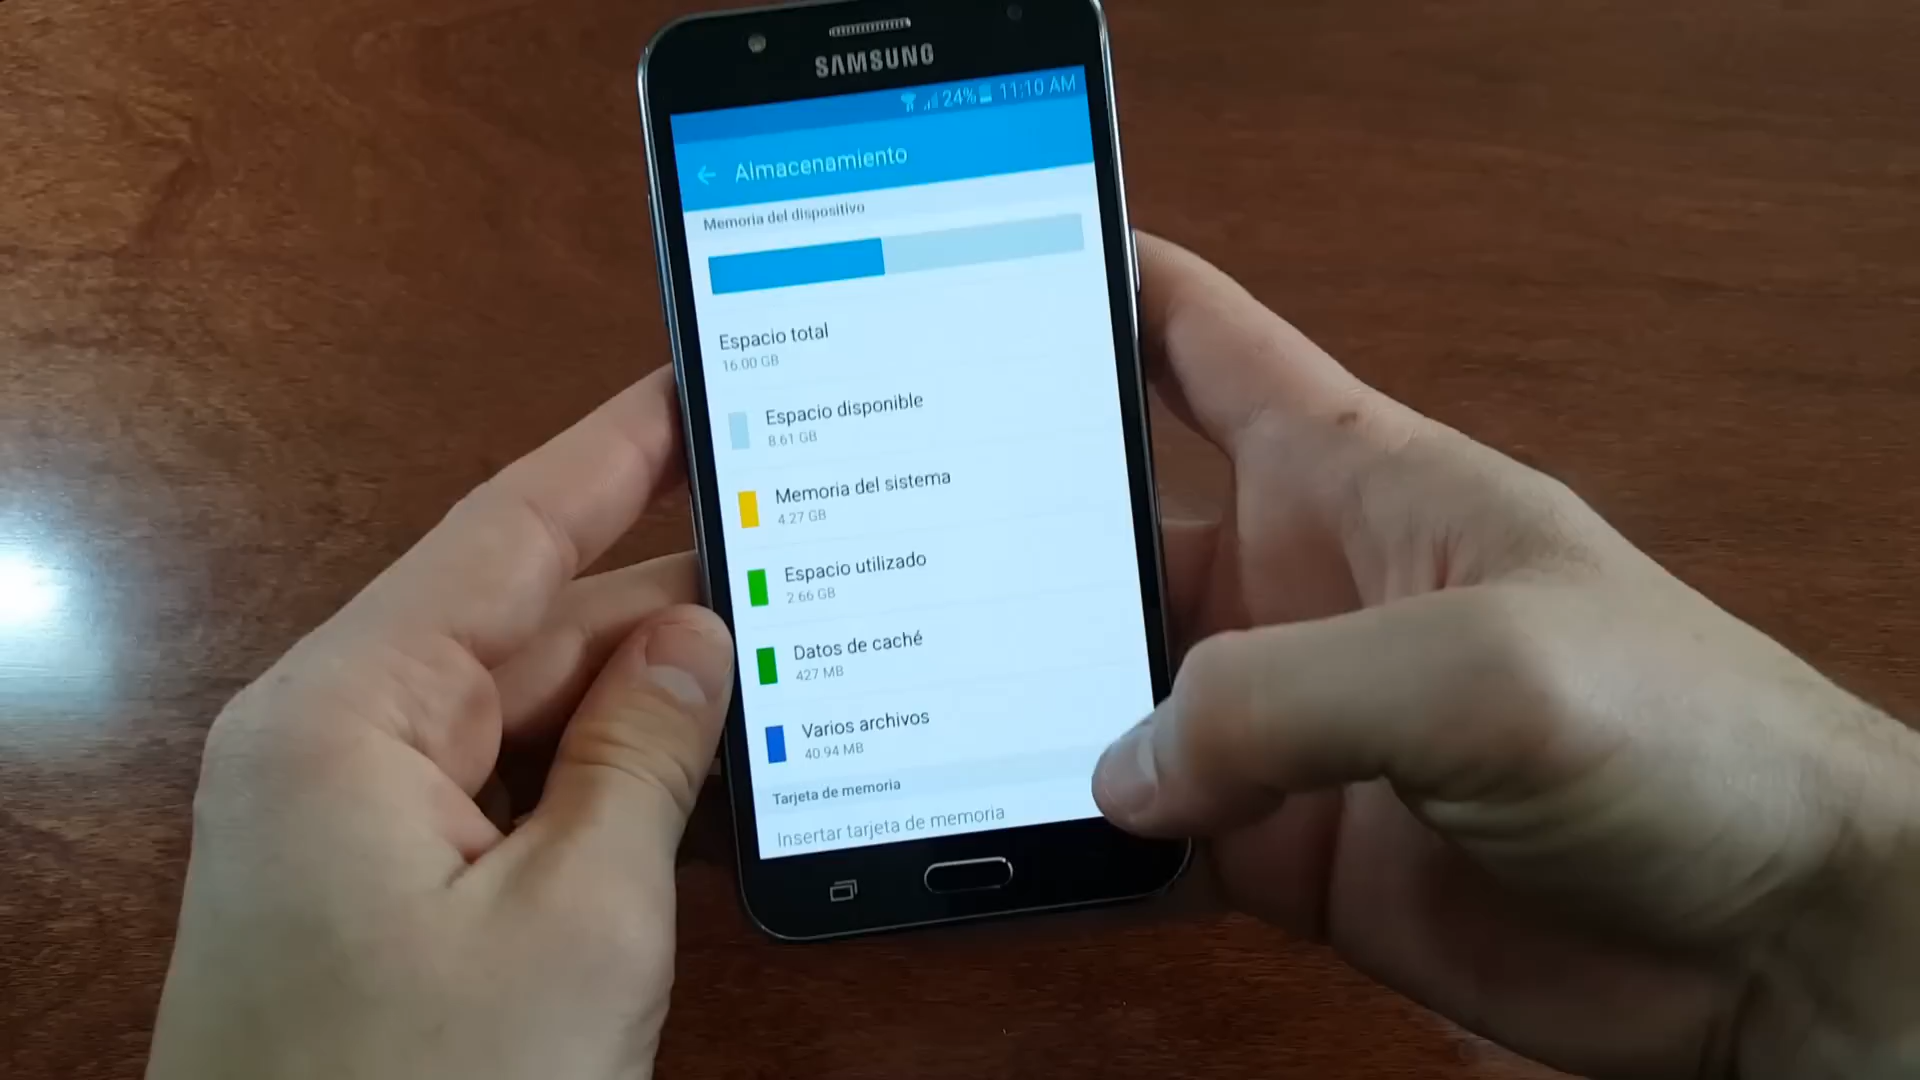 SAMSUNG
24% 11:10 AM
Almacenamiento
Memoria del dispositivo
Espacio total
16.00 GB
Espacio disponible
8.61 GB
Memoria del sistema
4.27 GB
Espacio utilizado
2.66 GB
Datos de caché
427 MB
Varios archivos
40.94 MB
Tarjeta de memoria
Insertar tarjeta de memoria